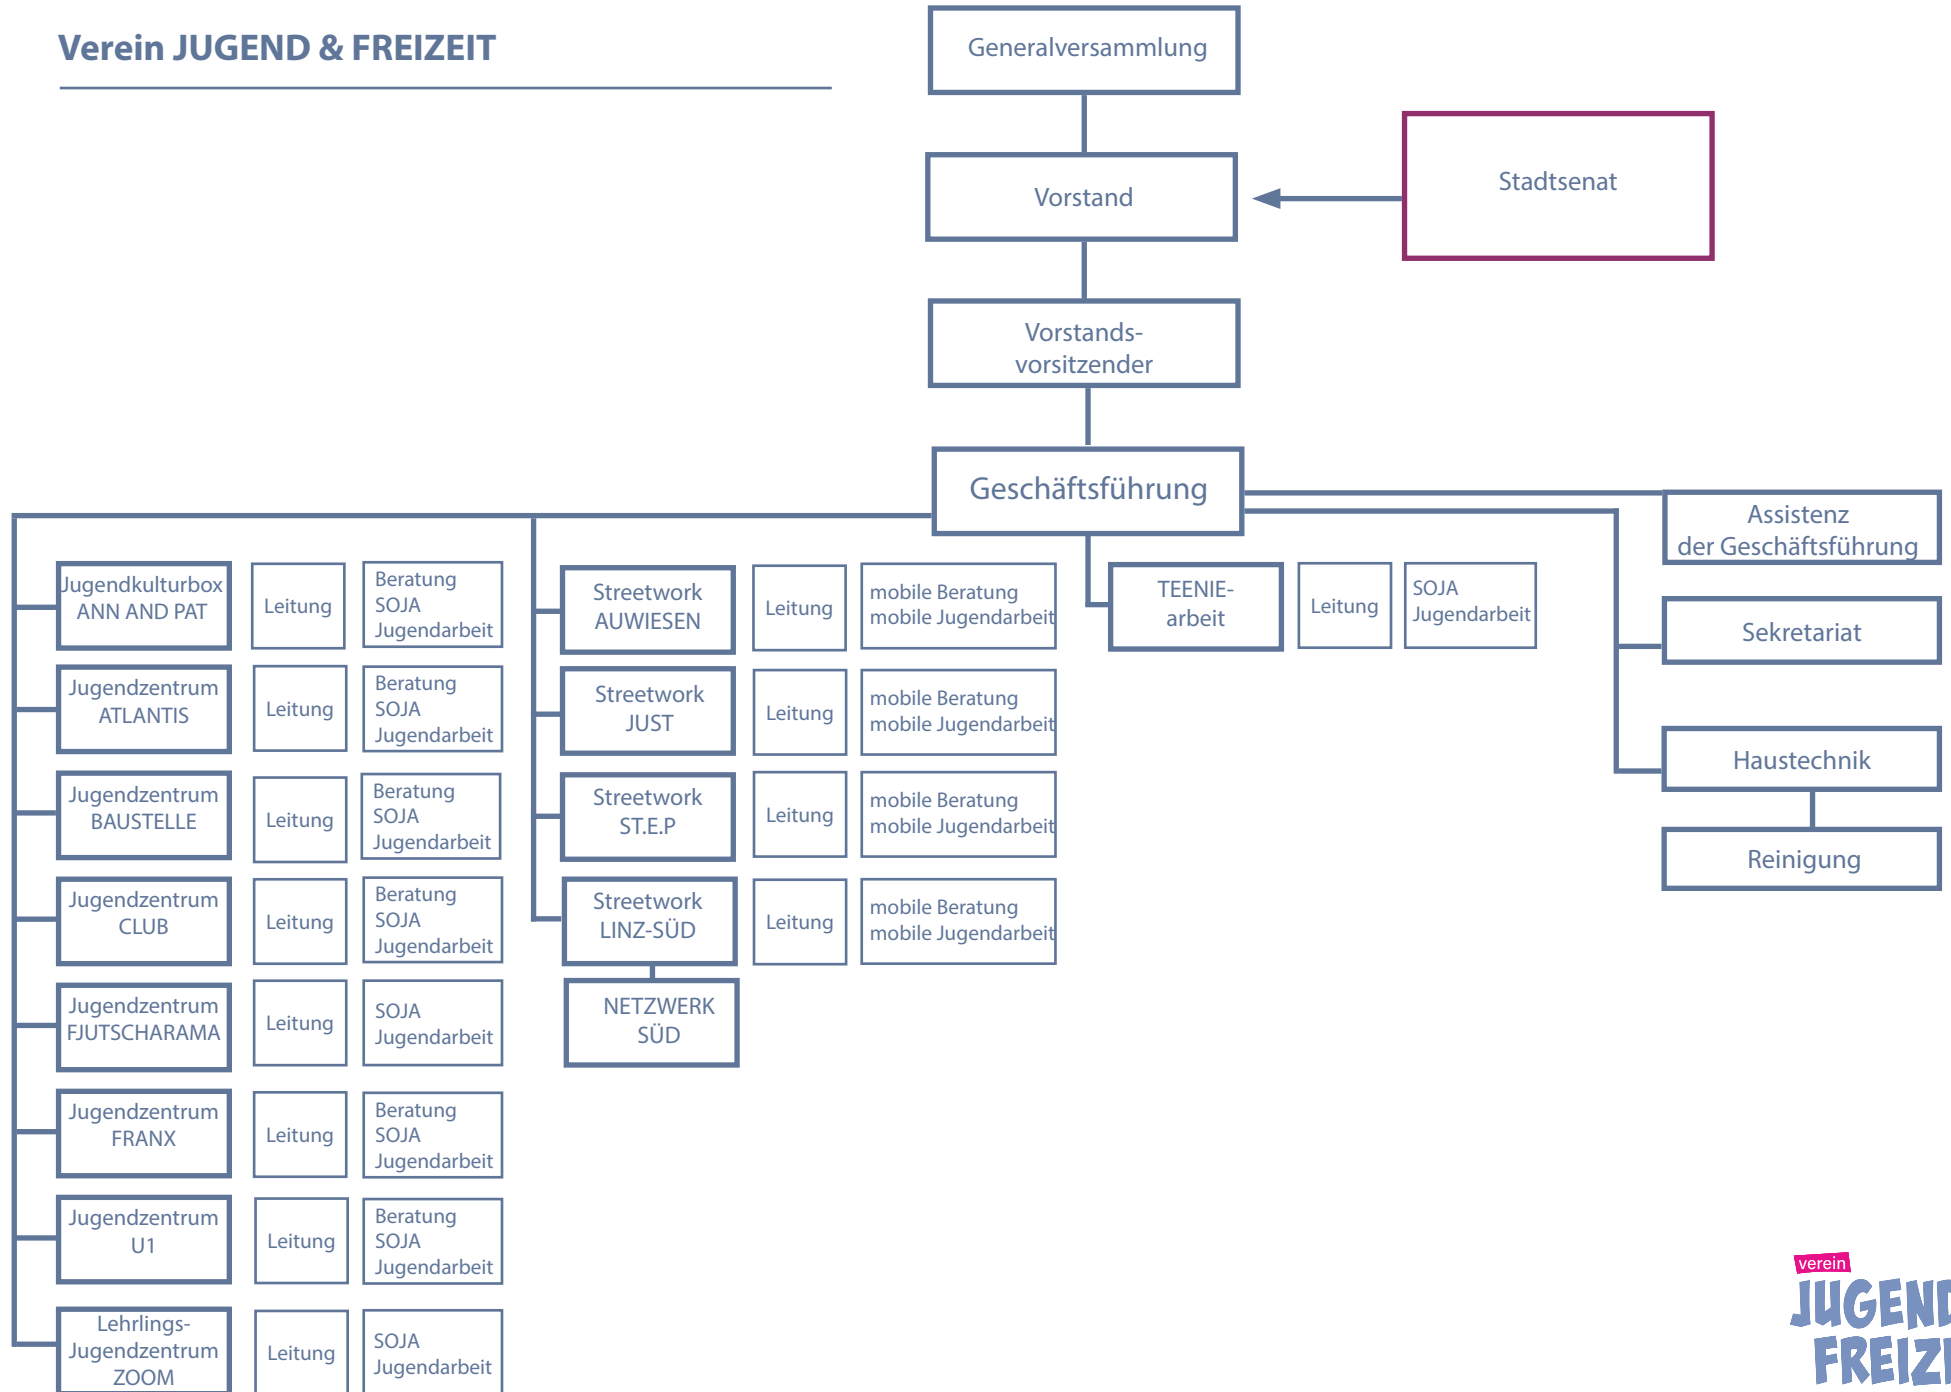 Verein JUGEND & FREIZEIT
Generalversammlung
Stadtsenat
Vorstand
Vorstands-
vorsitzender
Geschäftsführung
Assistenz
der Geschäftsführung
Sekretariat
Haustechnik
Reinigung
Jugendkulturbox
ANN AND PAT
Leitung
Beratung
SOJA
Jugendarbeit
Jugendzentrum
ATLANTIS
Leitung
Beratung
SOJA
Jugendarbeit
Jugendzentrum
BAUSTELLE
Leitung
Beratung
SOJA
Jugendarbeit
Jugendzentrum
CLUB
Leitung
Beratung
SOJA
Jugendarbeit
Jugendzentrum
FJUTSCHARAMA
Leitung
SOJA
Jugendarbeit
Jugendzentrum
FRANX
Leitung
Beratung
SOJA
Jugendarbeit
Jugendzentrum
U1
Leitung
Beratung
SOJA
Jugendarbeit
Lehrlings-
Jugendzentrum
ZOOM
Leitung
SOJA
Jugendarbeit
Streetwork
AUWIESEN
Leitung
mobile Beratung
mobile Jugendarbeit
Streetwork
JUST
Leitung
mobile Beratung
mobile Jugendarbeit
Streetwork
ST.E.P
Leitung
mobile Beratung
mobile Jugendarbeit
Streetwork
LINZ-SÜD
Leitung
mobile Beratung
mobile Jugendarbeit
NETZWERK
SÜD
TEENIE-
arbeit
Leitung
SOJA
Jugendarbeit
verein
JUGEND
FREIZE